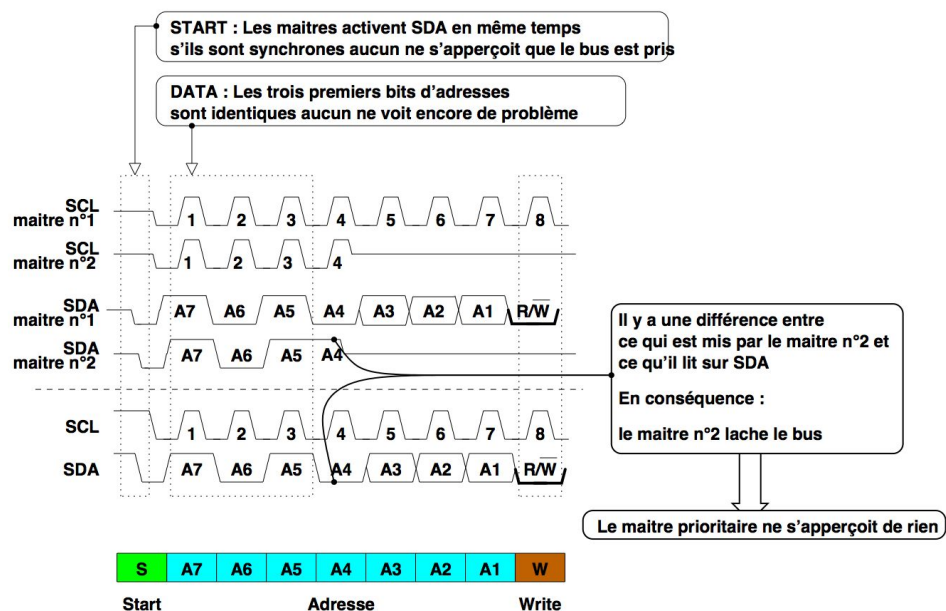 START : Les maitres activent SDA en même temps
s'ils sont synchrones aucun ne s'apperçoit que le bus est pris
DATA : Les trois premiers bits d'adresses
sont identiques aucun ne voit encore de problème
SCL
maitre n°1
1 2 3 4 5 6 7 8
SCL
maitre n°2
1 2 3 4
SDA
maitre n°1
A7 A6 A5 A4 A3 A2 A1 R/W
SDA
maitre n°2
A7 A6 A5 A4
Il y a une différence entre
ce qui est mis par le maitre n°2 et
ce qu'il lit sur SDA
En conséquence :
le maitre n°2 lache le bus
SCL
1 2 3 4 5 6 7 8
SDA
A7 A6 A5 A4 A3 A2 A1 R/W
Le maitre prioritaire ne s'apperçoit de rien
S A7 A6 A5 A4 A3 A2 A1 W
Start Adresse Write